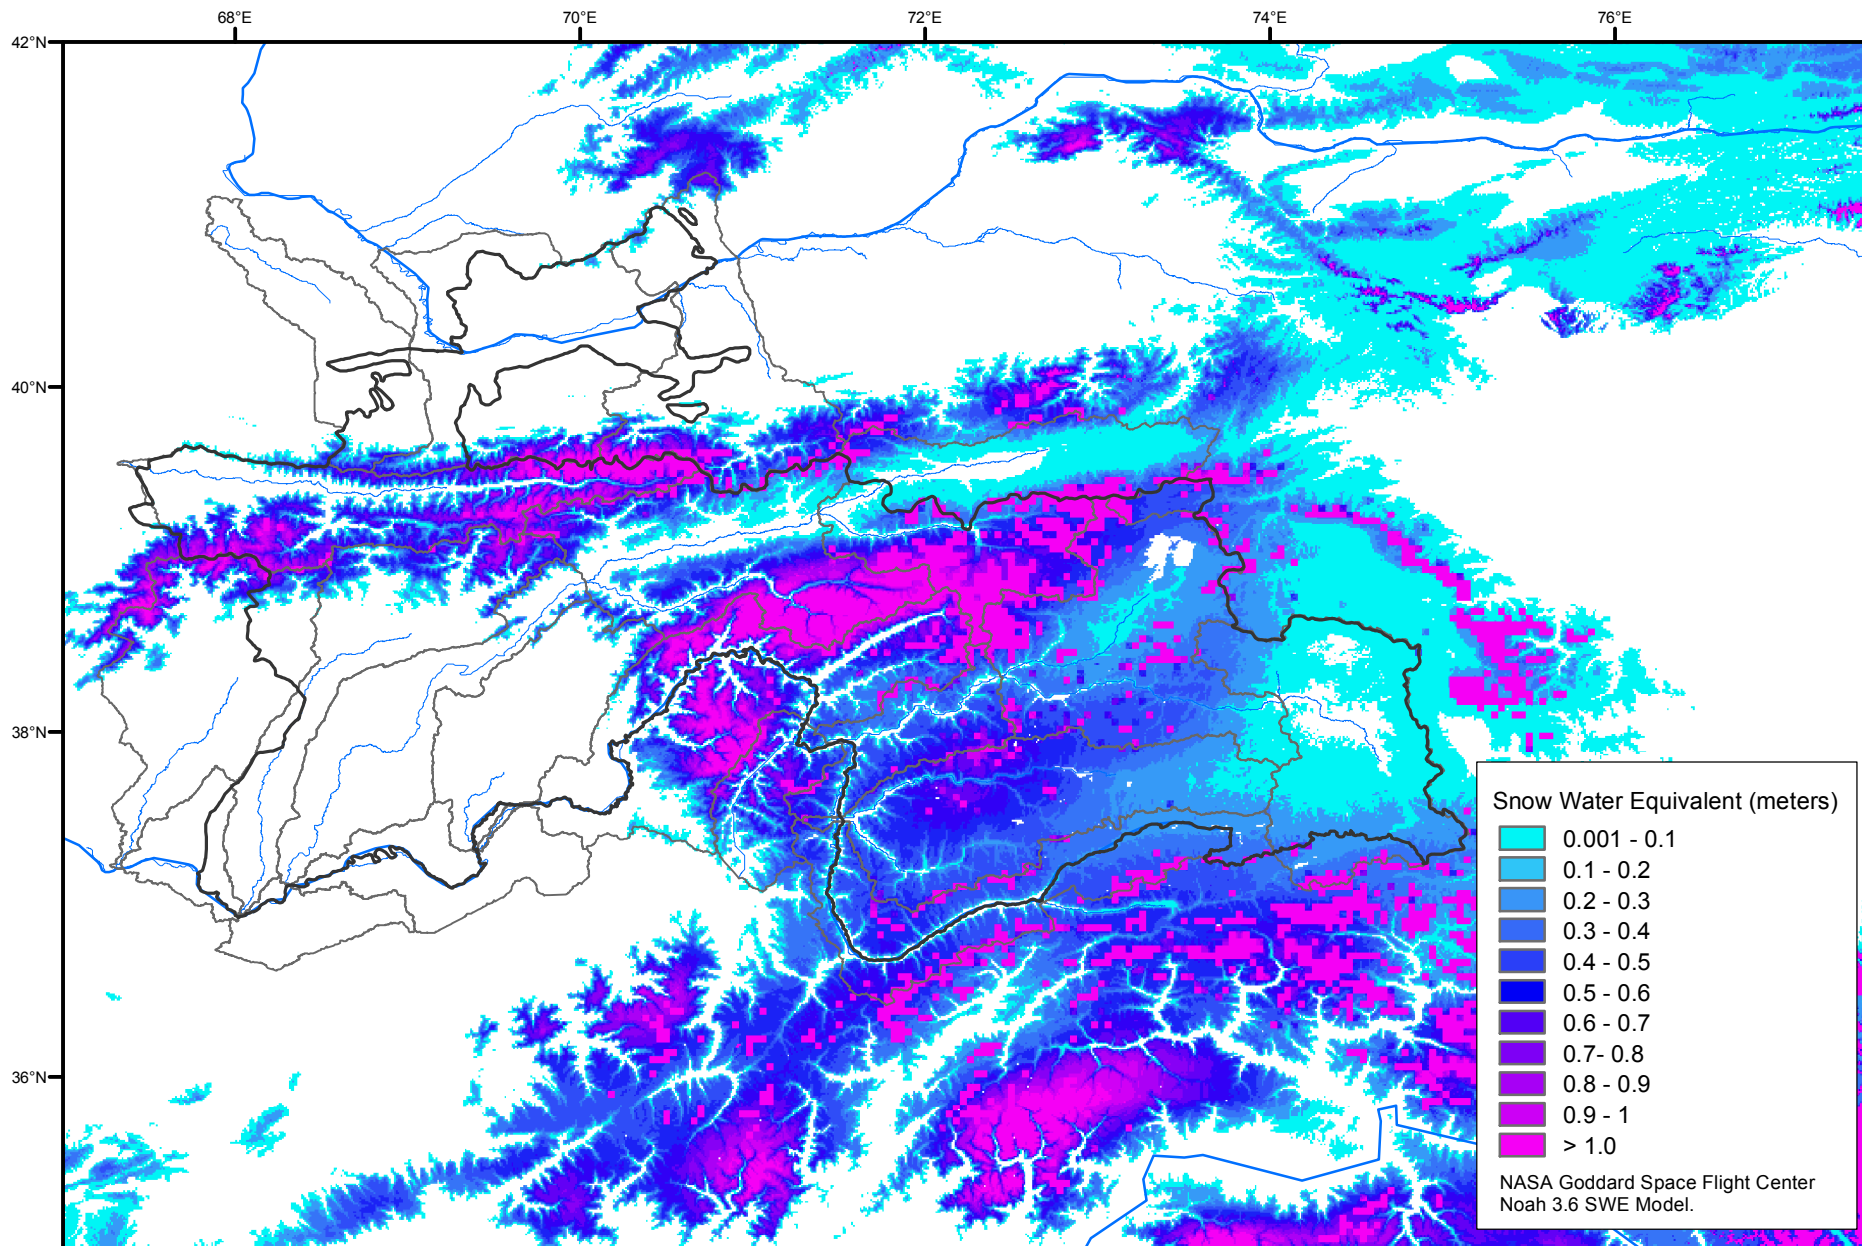 68°E
70°E
72°E
74°E
76°E
42°N
40°N
38°N
36°N
Snow Water Equivalent (meters)
0.001 - 0.1
0.1 - 0.2
0.2 - 0.3
0.3 - 0.4
0.4 - 0.5
0.5 - 0.6
0.6 - 0.7
0.7- 0.8
0.8 - 0.9
0.9 - 1
> 1.0
NASA Goddard Space Flight Center
Noah 3.6 SWE Model.